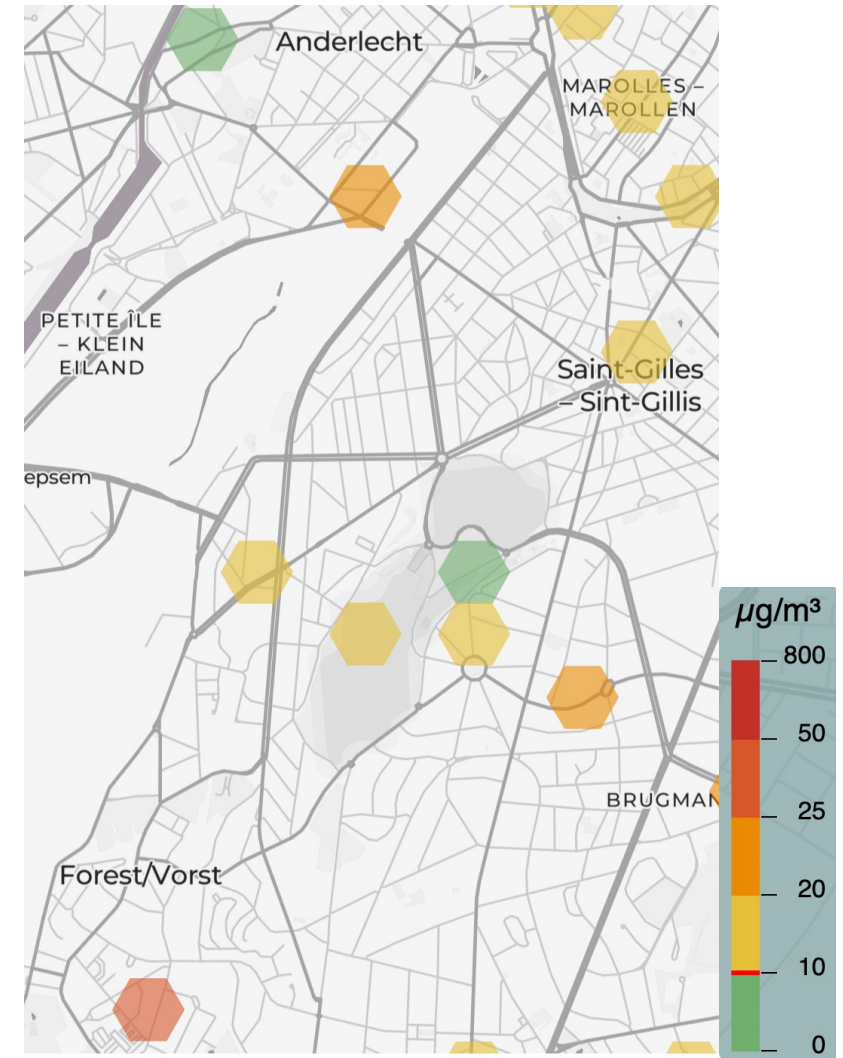 Anderlecht
MAROLLES –
MAROLLEN
PETITE ÎLE
– KLEIN
EILAND
Saint-Gilles
– Sint-Gillis
epsem
µg/m³
800
50
25
BRUGMAN
20
Forest/Vorst
10
0